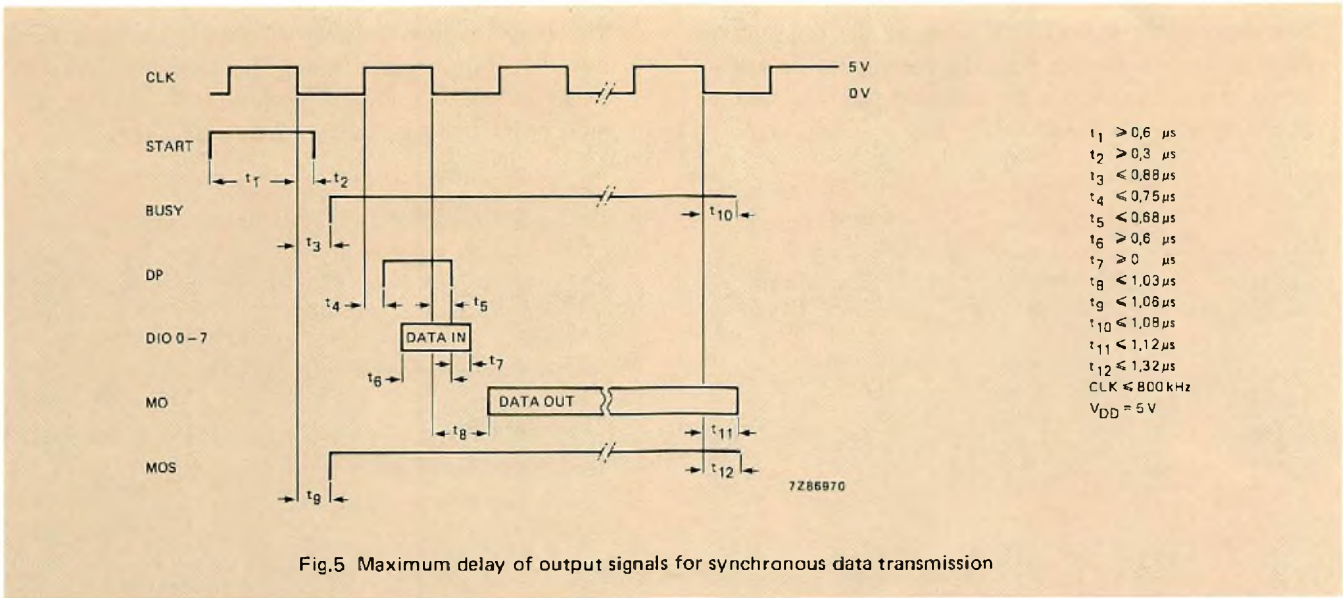 CLK
5 V
0 V
START
t1
t2
BUSY
t10
t3
DP
t4
t5
DIO 0–7
DATA IN
t7
t6
MO
DATA OUT
t8
t11
MOS
t12
t9
7Z86970
t1 ⩾ 0,6 μs
t2 ⩾ 0,3 μs
t3 ⩽ 0,88 μs
t4 ⩽ 0,75 μs
t5 ⩽ 0,68 μs
t6 ⩾ 0,6 μs
t7 ⩾ 0 μs
t8 ⩽ 1,03 μs
t9 ⩽ 1,06 μs
t10 ⩽ 1,08 μs
t11 ⩽ 1,12 μs
t12 ⩽ 1,32 μs
CLK ⩽ 800 kHz
VDD = 5 V
Fig.5 Maximum delay of output signals for synchronous data transmission